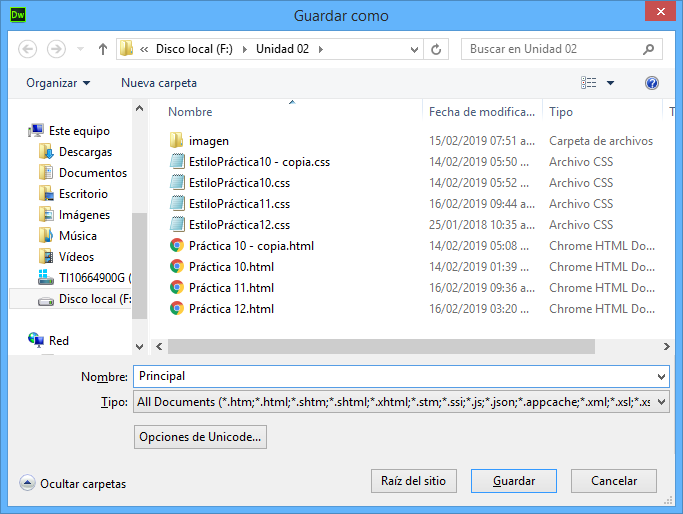 Dw
Guardar como
« Disco local (F:) Unidad 02
Buscar en Unidad 02
Organizar Nueva carpeta
Nombre Fecha de modifica... Tipo
Este equipo
Descargas
Documentos
Escritorio
Imágenes
Música
Vídeos
TI10664900G (
Disco local (F:
Red
imagen 15/02/2019 07:51 a... Carpeta de archivos
EstiloPráctica10 - copia.css 14/02/2019 05:50 ... Archivo CSS
EstiloPráctica10.css 14/02/2019 05:52 ... Archivo CSS
EstiloPráctica11.css 16/02/2019 09:44 a... Archivo CSS
EstiloPráctica12.css 25/01/2018 10:35 a... Archivo CSS
Práctica 10 - copia.html 14/02/2019 05:08 ... Chrome HTML Do...
Práctica 10.html 14/02/2019 01:39 ... Chrome HTML Do...
Práctica 11.html 16/02/2019 09:36 a... Chrome HTML Do...
Práctica 12.html 16/02/2019 03:20 ... Chrome HTML Do...
Nombre: Principal
Tipo: All Documents (*.htm;*.html;*.shtm;*.shtml;*.xhtml;*.stm;*.ssi;*.js;*.json;*.appcache;*.xml;*.xsl;*.xs
Opciones de Unicode...
Ocultar carpetas
Raíz del sitio Guardar Cancelar